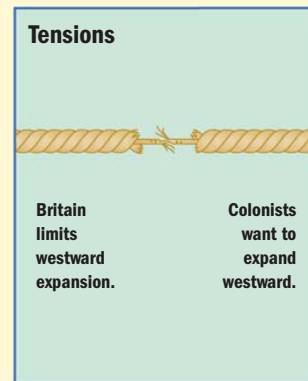 Tensions
Britain
limits
westward
expansion.
Colonists
want to
expand
westward.